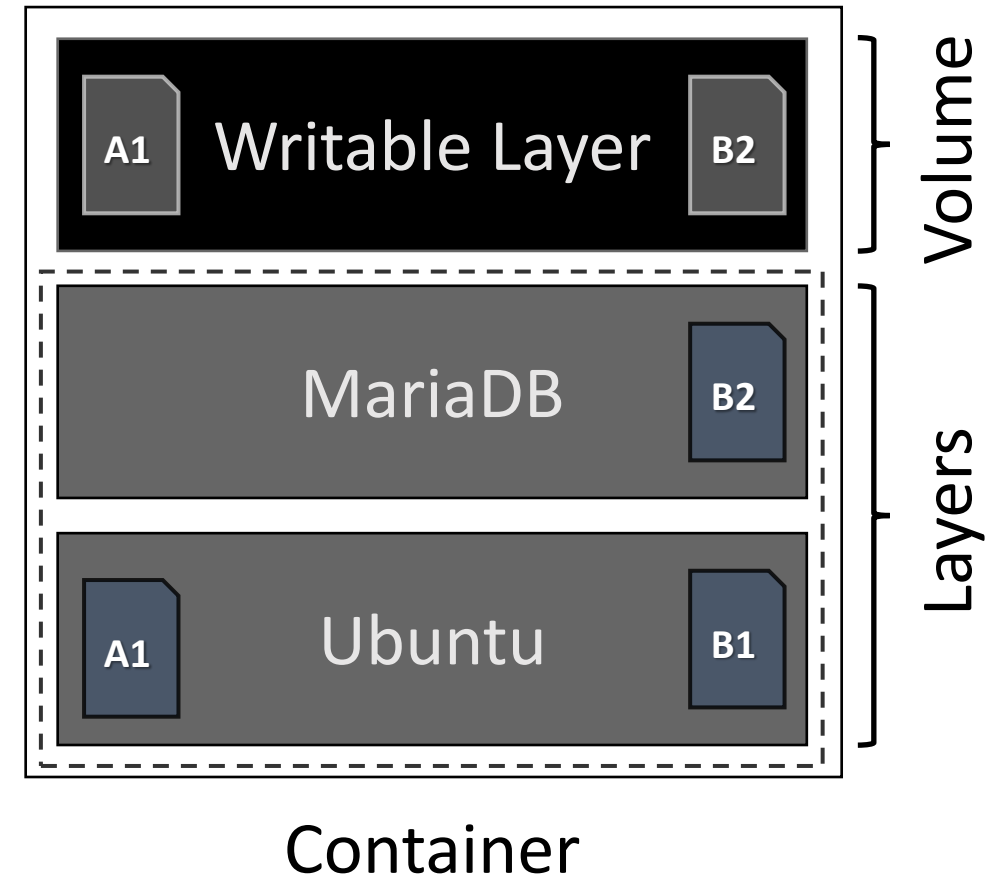 A1
Writable Layer
B2
Volume
MariaDB
B2
Layers
A1
Ubuntu
B1
Container